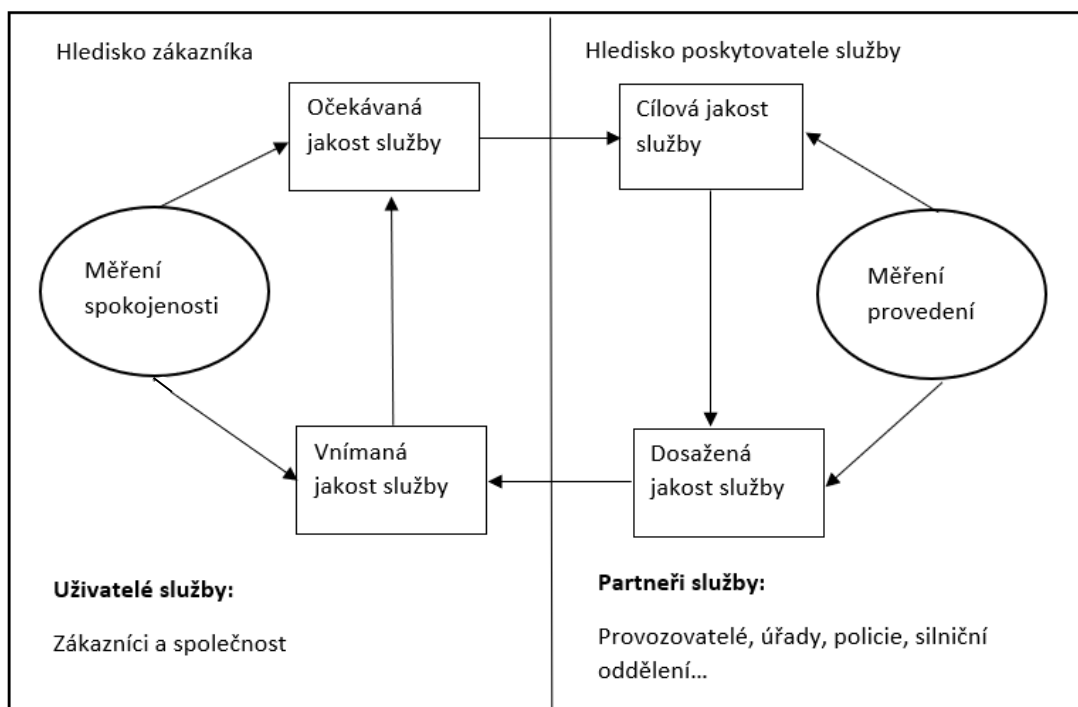 Hledisko zákazníka
Očekávaná
jakost služby
Měření
spokojenosti
Vnímaná
jakost služby
Uživatelé služby:
Zákazníci a společnost
Hledisko poskytovatele služby
Cílová jakost
služby
Měření
provedení
Dosažená
jakost služby
Partneři služby:
Provozovatelé, úřady, policie, silniční
oddělení…